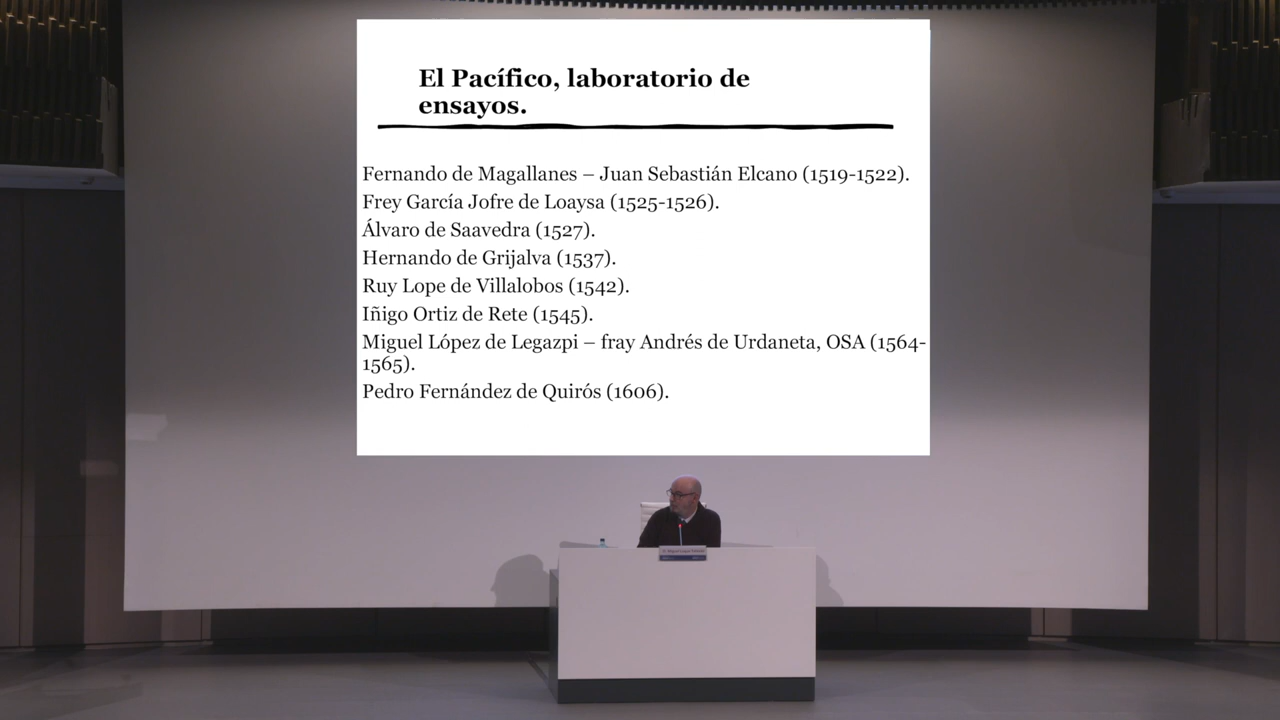 El Pacífico, laboratorio de
ensayos.
Fernando de Magallanes – Juan Sebastián Elcano (1519-1522).
Frey García Jofre de Loaysa (1525-1526).
Álvaro de Saavedra (1527).
Hernando de Grijalva (1537).
Ruy Lope de Villalobos (1542).
Iñigo Ortiz de Rete (1545).
Miguel López de Legazpi – fray Andrés de Urdaneta, OSA (1564-
1565).
Pedro Fernández de Quirós (1606).